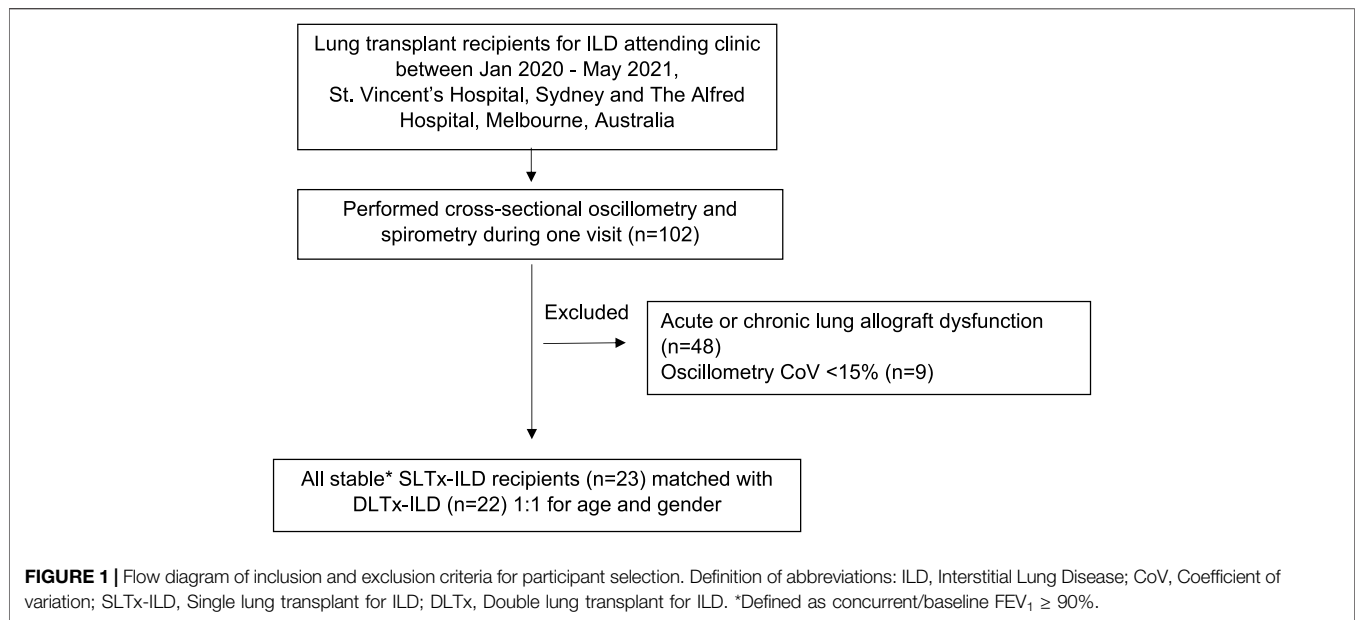 Lung transplant recipients for ILD attending clinic
between Jan 2020 - May 2021,
St. Vincent's Hospital, Sydney and The Alfred
Hospital, Melbourne, Australia
Performed cross-sectional oscillometry and
spirometry during one visit (n=102)
Excluded
Acute or chronic lung allograft dysfunction
(n=48)
Oscillometry CoV <15% (n=9)
All stable* SLTx-ILD recipients (n=23) matched with
DLTx-ILD (n=22) 1:1 for age and gender
FIGURE 1 | Flow diagram of inclusion and exclusion criteria for participant selection. Definition of abbreviations: ILD, Interstitial Lung Disease; CoV, Coefficient of
variation; SLTx-ILD, Single lung transplant for ILD; DLTx, Double lung transplant for ILD. *Defined as concurrent/baseline FEV₁ ≥ 90%.